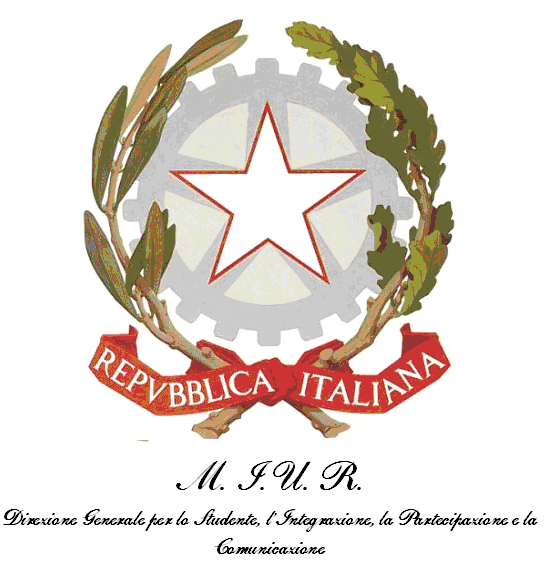 REPVBBLICA ITALIANA
M. I.U. R.
Direzione Generale per lo Studente, l'Integrazione, la Partecipazione e la
Comunicazione